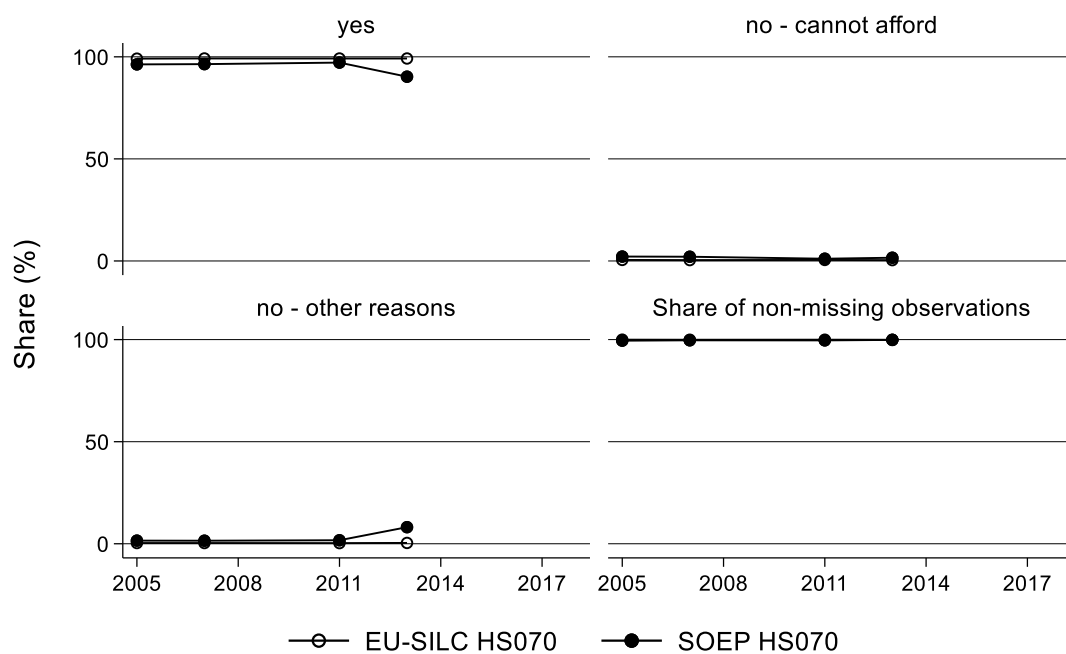 yes
no - cannot afford
100
50
0
no - other reasons
Share of non-missing observations
100
50
0
Share (%)
2005 2008 2011 2014 2017 2005 2008 2011 2014 2017
EU-SILC HS070 SOEP HS070